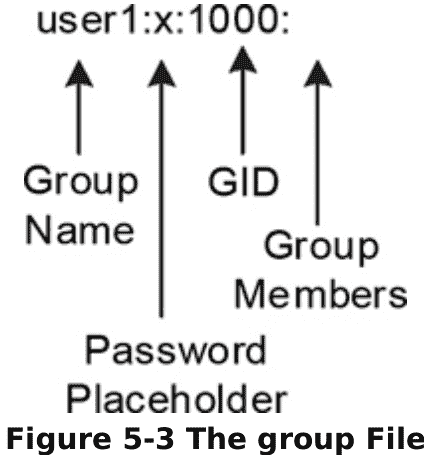 user1:x:1000:
Group
Name
GID
Group
Members
Password
Placeholder
Figure 5-3 The group File